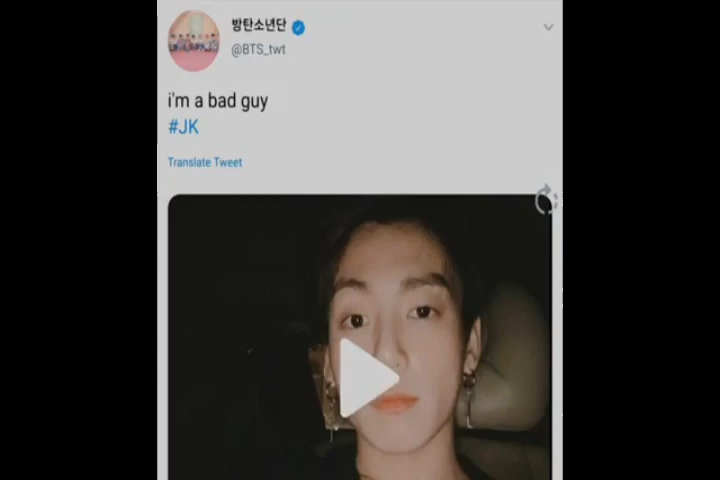 방탄소년단
@BTS_twt
i'm a bad guy
#JK
Translate Tweet